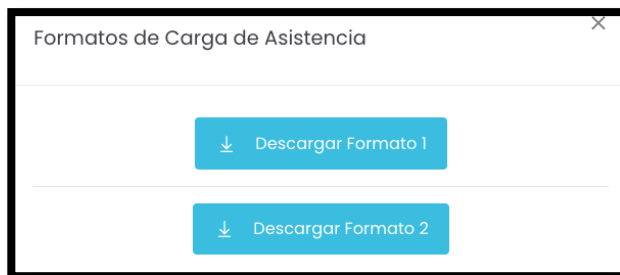 Formatos de Carga de Asistencia
Descargar Formato 1
Descargar Formato 2